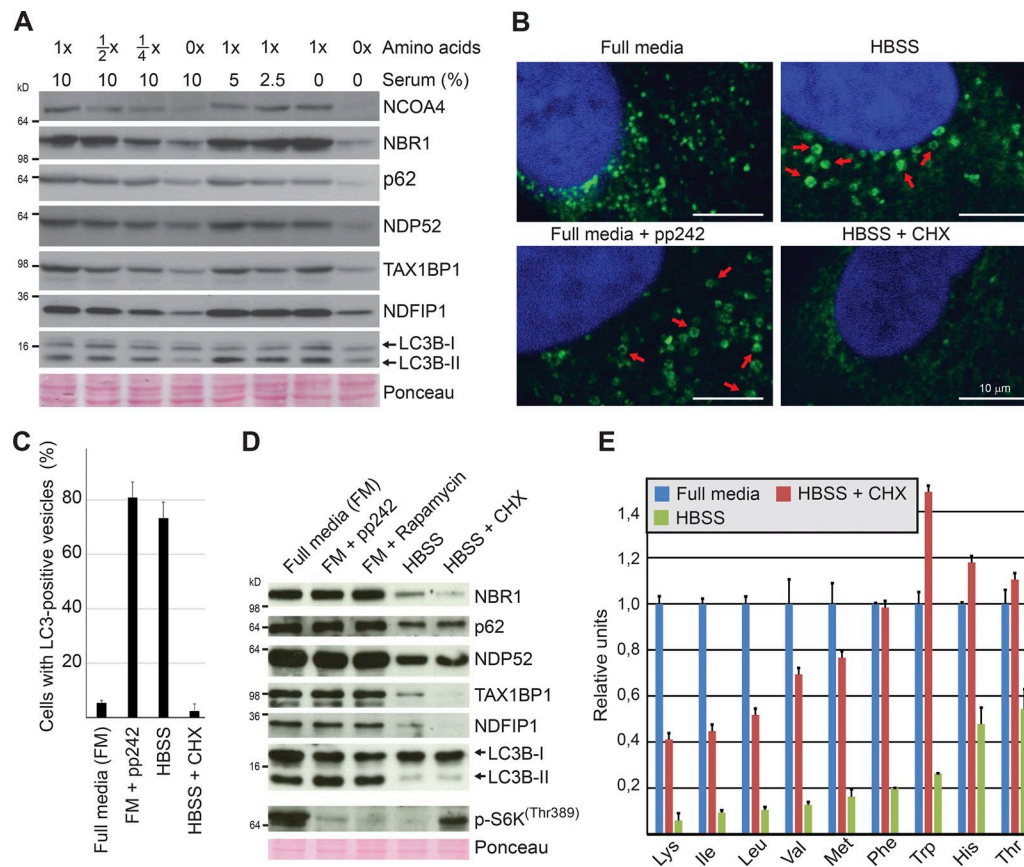 A
1x ½x ¼x 0x 1x 1x 1x 0x Amino acids
10 10 10 10 5 2.5 0 0 Serum (%)
kD
64 NCOA4
98 NBR1
p62
64 NDP52
98 TAX1BP1
36 NDFIP1
16 LC3B-I
LC3B-II
Ponceau
B
Full media HBSS
Full media + pp242 HBSS + CHX
10 µm
C
Cells with LC3-positive vesicles (%)
80
60
40
20
Full media (FM)
FM + pp242
HBSS
HBSS + CHX
D
Full media (FM)
FM + pp242
FM + Rapamycin
HBSS
HBSS + CHX
kD
98 NBR1
64 p62
64 NDP52
98 TAX1BP1
36 NDFIP1
LC3B-I
16 LC3B-II
64 p-S6K(Thr389)
Ponceau
E
Full media HBSS + CHX
HBSS
Relative units
1,4
1,2
1,0
0,8
0,6
0,4
0,2
Lys Ile Leu Val Met Phe Trp His Thr